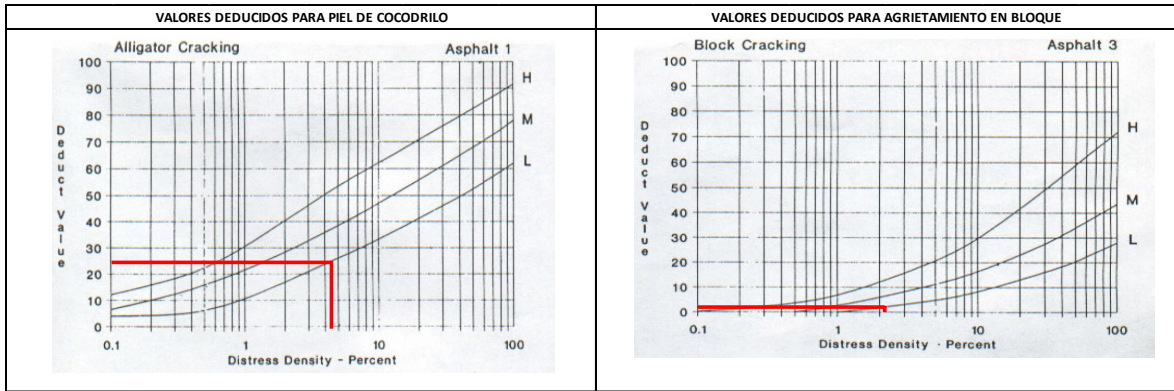 VALORES DEDUCIDOS PARA PIEL DE COCODRILO
Alligator Cracking Asphalt 1
100
90
80
70
60
50
40
30
20
10
0
Deduct Value
H
M
L
0.1 1 10 100
Distress Density - Percent
VALORES DEDUCIDOS PARA AGRIETAMIENTO EN BLOQUE
Block Cracking Asphalt 3
100
90
80
70
60
50
40
30
20
10
0
Deduct Value
H
M
L
0.1 1 10 100
Distress Density - Percent